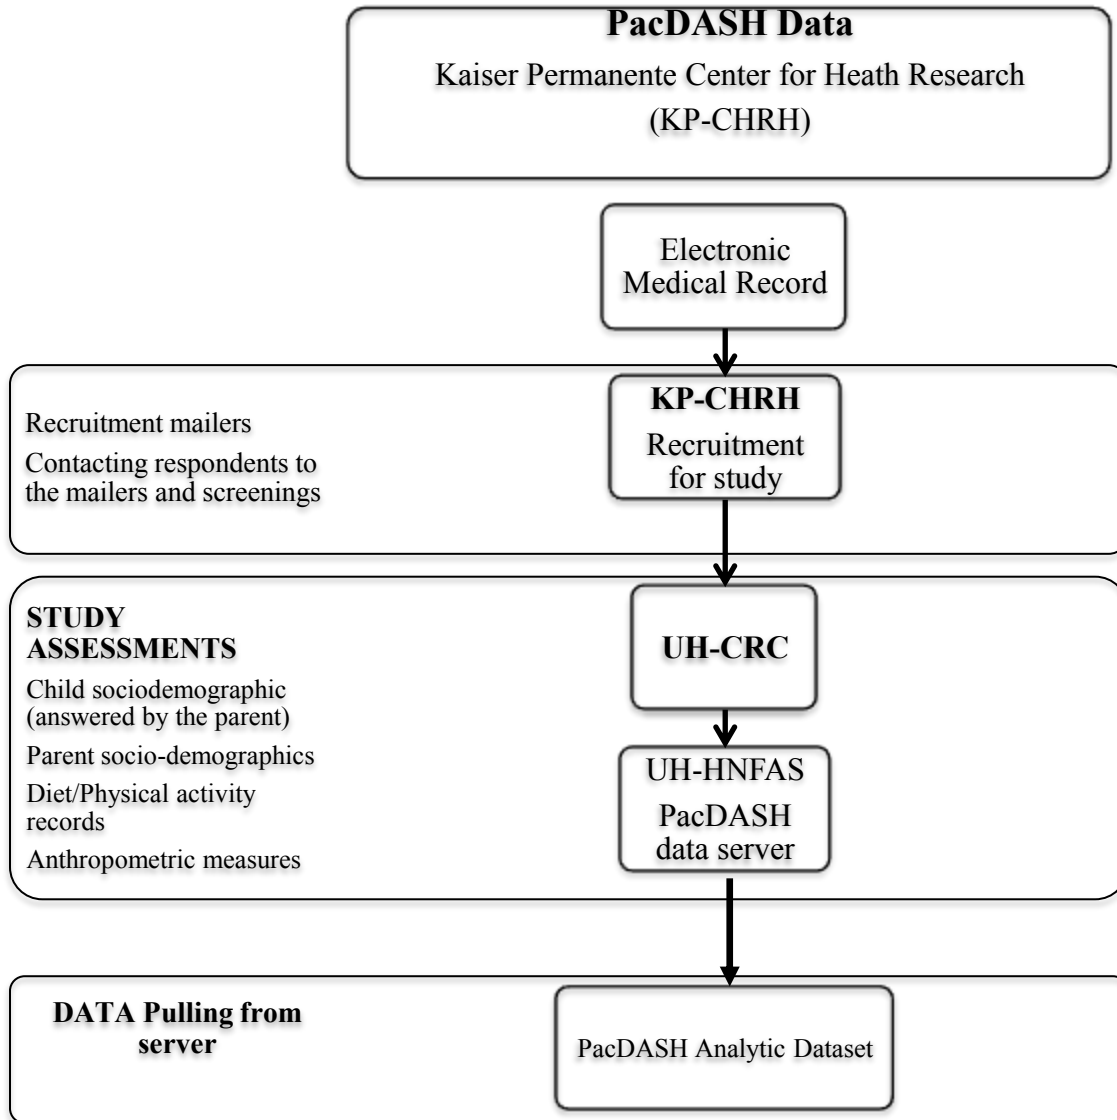 PacDASH Data
Kaiser Permanente Center for Heath Research
(KP-CHRH)
Electronic
Medical Record
Recruitment mailers
Contacting respondents to
the mailers and screenings
KP-CHRH
Recruitment
for study
STUDY
ASSESSMENTS
Child sociodemographic
(answered by the parent)
Parent socio-demographics
Diet/Physical activity
records
Anthropometric measures
UH-CRC
UH-HNFAS
PacDASH
data server
DATA Pulling from
server
PacDASH Analytic Dataset